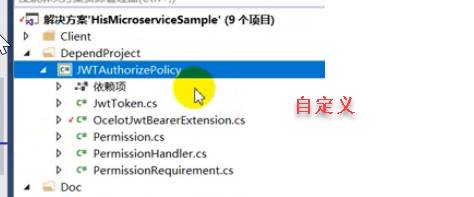 解决方案'HisMicroserviceSample' (9 个项目)
Client
DependProject
JWTAuthorizePolicy
依赖项
JwtToken.cs
自定义
OcelotJwtBearerExtension.cs
Permission.cs
PermissionHandler.cs
PermissionRequirement.cs
Doc